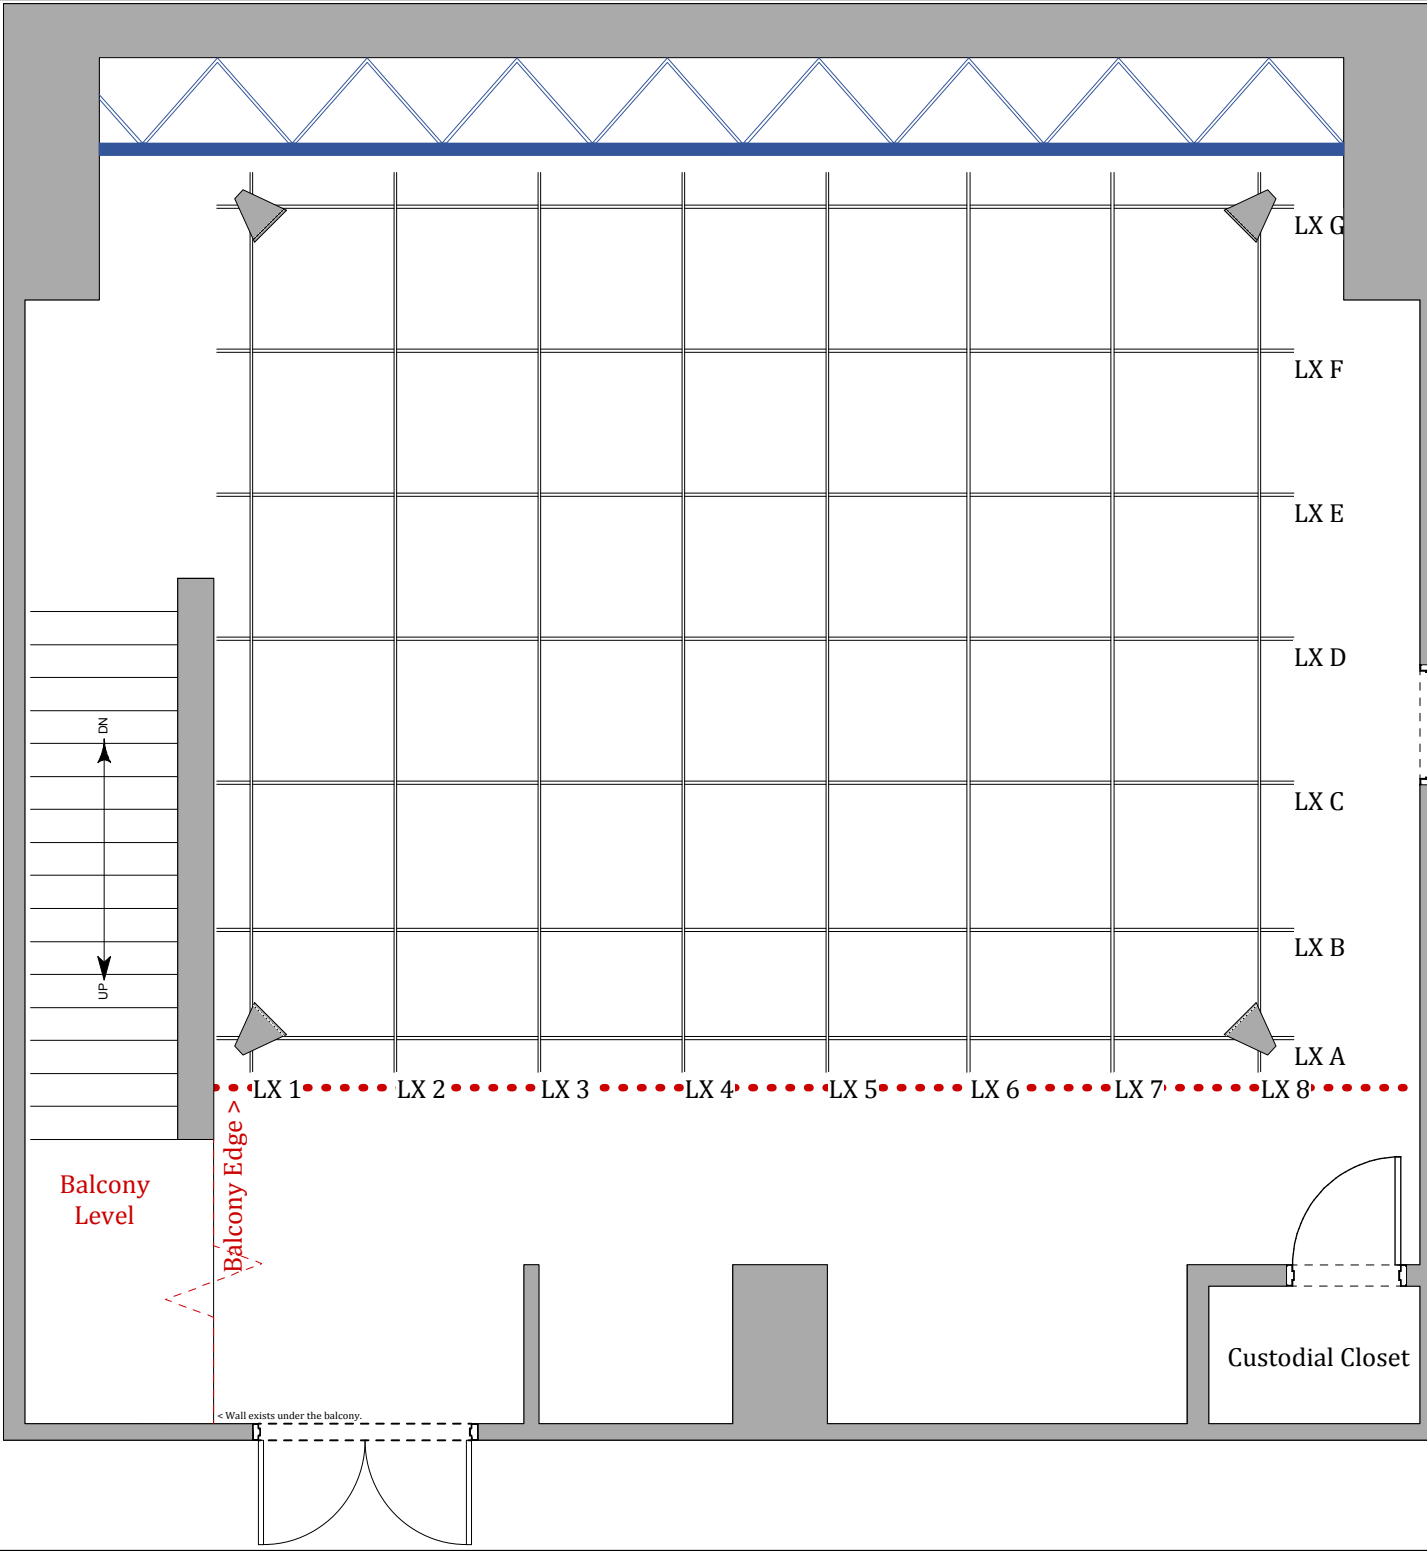 LX G
LX F
LX E
LX D
DN
LX C
LX B
UP
LX A
LX 1
LX 2
LX 3
LX 4
LX 5
LX 6
LX 7
LX 8
Balcony Edge >
Balcony
Level
Custodial Closet
< Wall exists under the balcony.